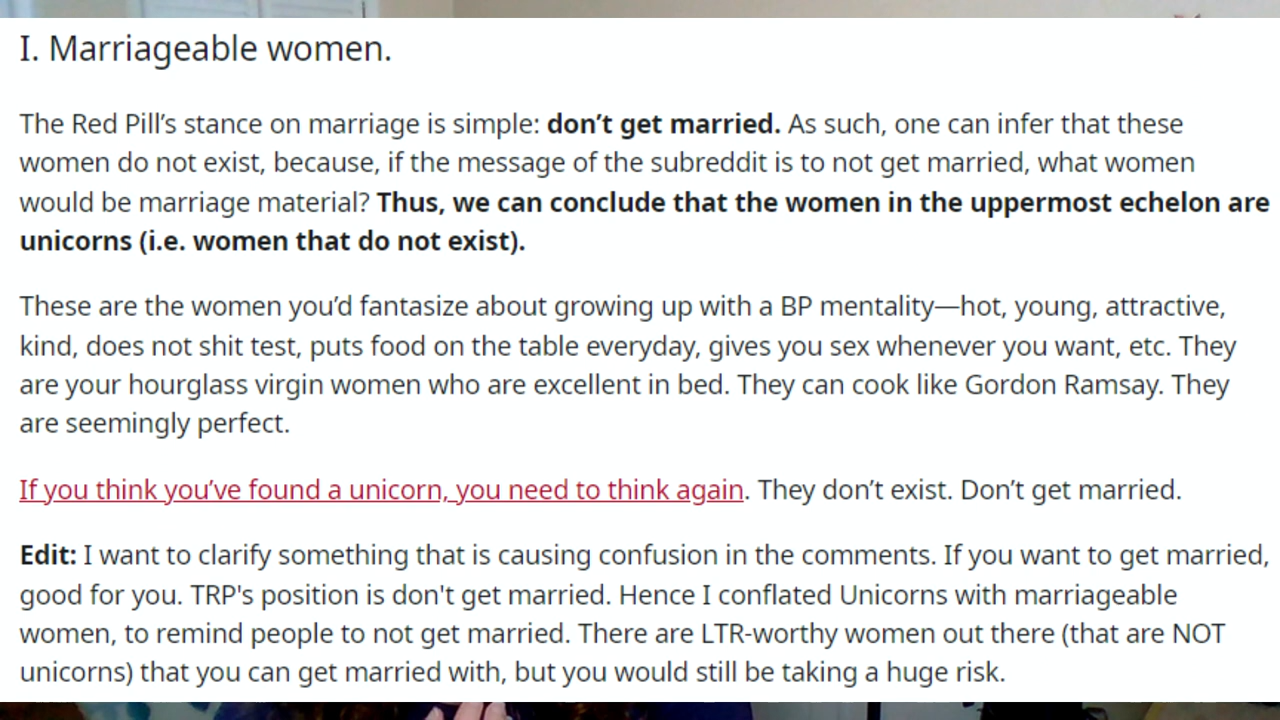 I. Marriageable women.
The Red Pill’s stance on marriage is simple: don’t get married. As such, one can infer that these
women do not exist, because, if the message of the subreddit is to not get married, what women
would be marriage material? Thus, we can conclude that the women in the uppermost echelon are
unicorns (i.e. women that do not exist).
These are the women you’d fantasize about growing up with a BP mentality—hot, young, attractive,
kind, does not shit test, puts food on the table everyday, gives you sex whenever you want, etc. They
are your hourglass virgin women who are excellent in bed. They can cook like Gordon Ramsay. They
are seemingly perfect.
If you think you’ve found a unicorn, you need to think again. They don’t exist. Don’t get married.
Edit: I want to clarify something that is causing confusion in the comments. If you want to get married,
good for you. TRP's position is don't get married. Hence I conflated Unicorns with marriageable
women, to remind people to not get married. There are LTR-worthy women out there (that are NOT
unicorns) that you can get married with, but you would still be taking a huge risk.